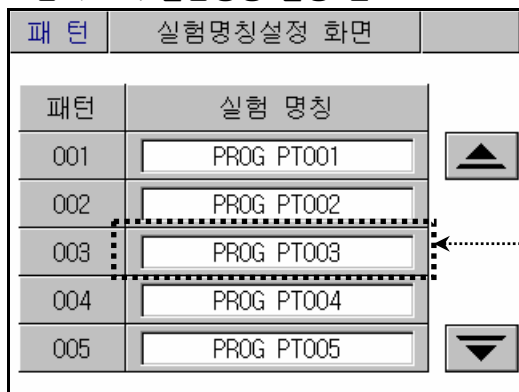 패 턴 실험명칭설정 화면
패턴 실험 명칭
001 PROG PT001
002 PROG PT002
003 PROG PT003
004 PROG PT004
005 PROG PT005